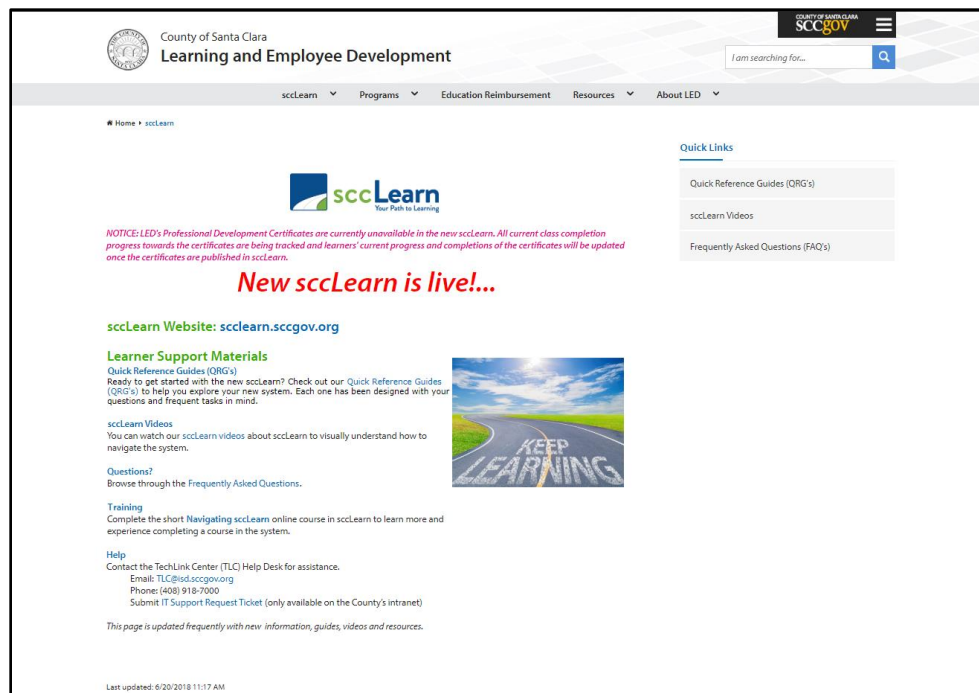 COUNTY OF SANTA CLARA
sccgov
County of Santa Clara
Learning and Employee Development
I am searching for...
sccLearn Programs Education Reimbursement Resources About LED
Home sccLearn
Quick Links
Quick Reference Guides (QRG's)
sccLearn Videos
Frequently Asked Questions (FAQ's)
sccLearn
Your Path to Learning
NOTICE: LED's Professional Development Certificates are currently unavailable in the new sccLearn. All current class completion
progress towards the certificates are being tracked and learners' current progress and completions of the certificates will be updated
once the certificates are published in sccLearn.
New sccLearn is live!...
sccLearn Website: scclearn.sccgov.org
Learner Support Materials
Quick Reference Guides (QRG's)
Ready to get started with the new sccLearn? Check out our Quick Reference Guides
(QRG's) to help you explore your new system. Each one has been designed with your
questions and frequent tasks in mind.
sccLearn Videos
You can watch our sccLearn videos about sccLearn to visually understand how to
navigate the system.
KEEP
LEARNING
Questions?
Browse through the Frequently Asked Questions.
Training
Complete the short Navigating sccLearn online course in sccLearn to learn more and
experience completing a course in the system.
Help
Contact the TechLink Center (TLC) Help Desk for assistance.
Email: TLC@isd.sccgov.org
Phone: (408) 918-7000
Submit IT Support Request Ticket (only available on the County's intranet)
This page is updated frequently with new information, guides, videos and resources.
Last updated: 6/20/2018 11:17 AM